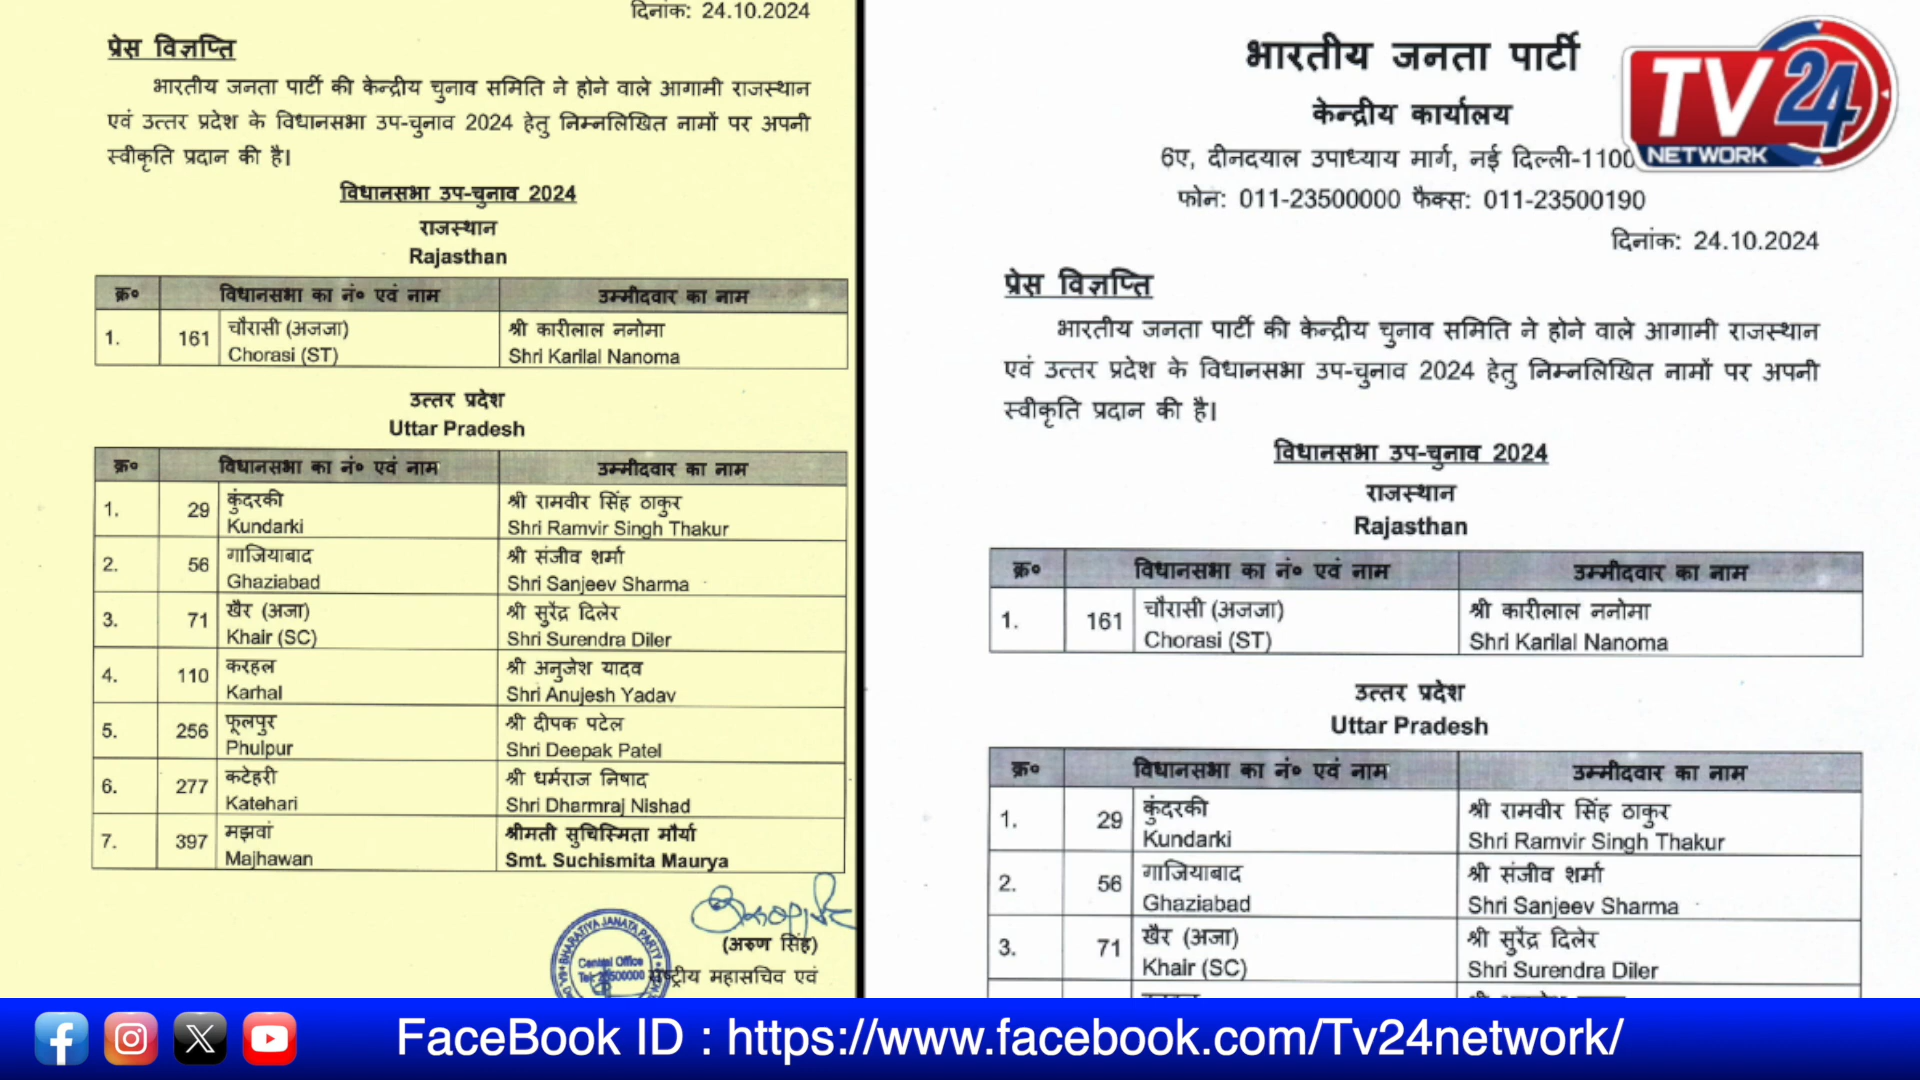 दिनांक: 24.10.2024
प्रेस विज्ञप्ति
भारतीय जनता पार्टी की केन्द्रीय चुनाव समिति ने होने वाले आगामी राजस्थान
एवं उत्तर प्रदेश के विधानसभा उप-चुनाव 2024 हेतु निम्नलिखित नामों पर अपनी
स्वीकृति प्रदान की है।
विधानसभा उप-चुनाव 2024
राजस्थान
Rajasthan
क्र० विधानसभा का नं० एवं नाम उम्मीदवार का नाम
1. 161 चौरासी (अजजा) श्री कारीलाल ननोमा
Chorasi (ST) Shri Karilal Nanoma
उत्तर प्रदेश
Uttar Pradesh
क्र० विधानसभा का नं० एवं नाम उम्मीदवार का नाम
1. 29 कुंदरकी श्री रामवीर सिंह ठाकुर
Kundarki Shri Ramvir Singh Thakur
2. 56 गाजियाबाद श्री संजीव शर्मा
Ghaziabad Shri Sanjeev Sharma
3. 71 खैर (अजा) श्री सुरेंद्र दिलेर
Khair (SC) Shri Surendra Diler
4. 110 करहल श्री अनुजेश यादव
Karhal Shri Anujesh Yadav
5. 256 फूलपुर श्री दीपक पटेल
Phulpur Shri Deepak Patel
6. 277 कटेहरी श्री धर्मराज निषाद
Katehari Shri Dharmraj Nishad
7. 397 मझवां श्रीमती सुचिस्मिता मौर्या
Majhawan Smt. Suchismita Maurya
(अरुण सिंह)
BHARATIYA JANATA PARTY
Central Office
राष्ट्रीय महासचिव एवं
भारतीय जनता पार्टी
केन्द्रीय कार्यालय
6ए, दीनदयाल उपाध्याय मार्ग, नई दिल्ली-1100
फोन: 011-23500000 फैक्स: 011-23500190
दिनांक: 24.10.2024
प्रेस विज्ञप्ति
भारतीय जनता पार्टी की केन्द्रीय चुनाव समिति ने होने वाले आगामी राजस्थान
एवं उत्तर प्रदेश के विधानसभा उप-चुनाव 2024 हेतु निम्नलिखित नामों पर अपनी
स्वीकृति प्रदान की है।
विधानसभा उप-चुनाव 2024
राजस्थान
Rajasthan
क्र० विधानसभा का नं० एवं नाम उम्मीदवार का नाम
1. 161 चौरासी (अजजा) श्री कारीलाल ननोमा
Chorasi (ST) Shri Karilal Nanoma
उत्तर प्रदेश
Uttar Pradesh
क्र० विधानसभा का नं० एवं नाम उम्मीदवार का नाम
1. 29 कुंदरकी श्री रामवीर सिंह ठाकुर
Kundarki Shri Ramvir Singh Thakur
2. 56 गाजियाबाद श्री संजीव शर्मा
Ghaziabad Shri Sanjeev Sharma
3. 71 खैर (अजा) श्री सुरेंद्र दिलेर
Khair (SC) Shri Surendra Diler
TV 24
NETWORK
FaceBook ID : https://www.facebook.com/Tv24network/